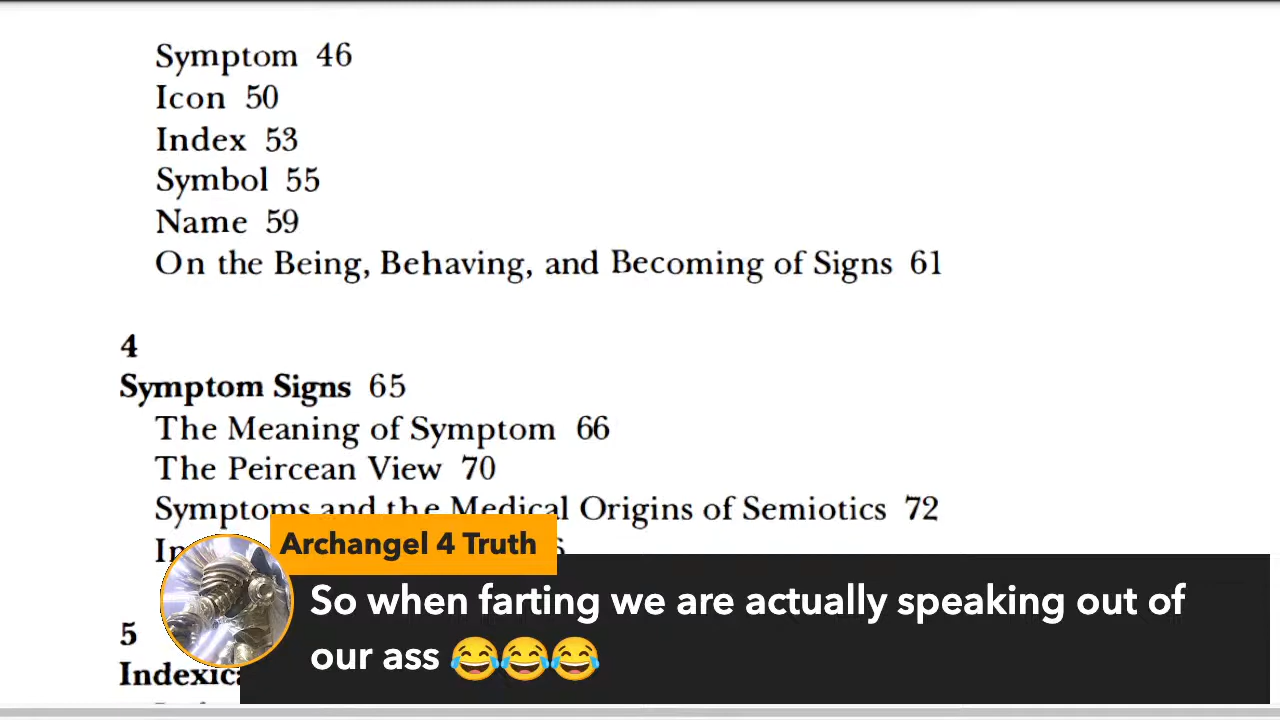 Symptom 46
Icon 50
Index 53
Symbol 55
Name 59
On the Being, Behaving, and Becoming of Signs 61
4
Symptom Signs 65
The Meaning of Symptom 66
The Peircean View 70
Symptoms and the Medical Origins of Semiotics 72
Archangel 4 Truth
So when farting we are actually speaking out of
our ass 😂😂😂
5